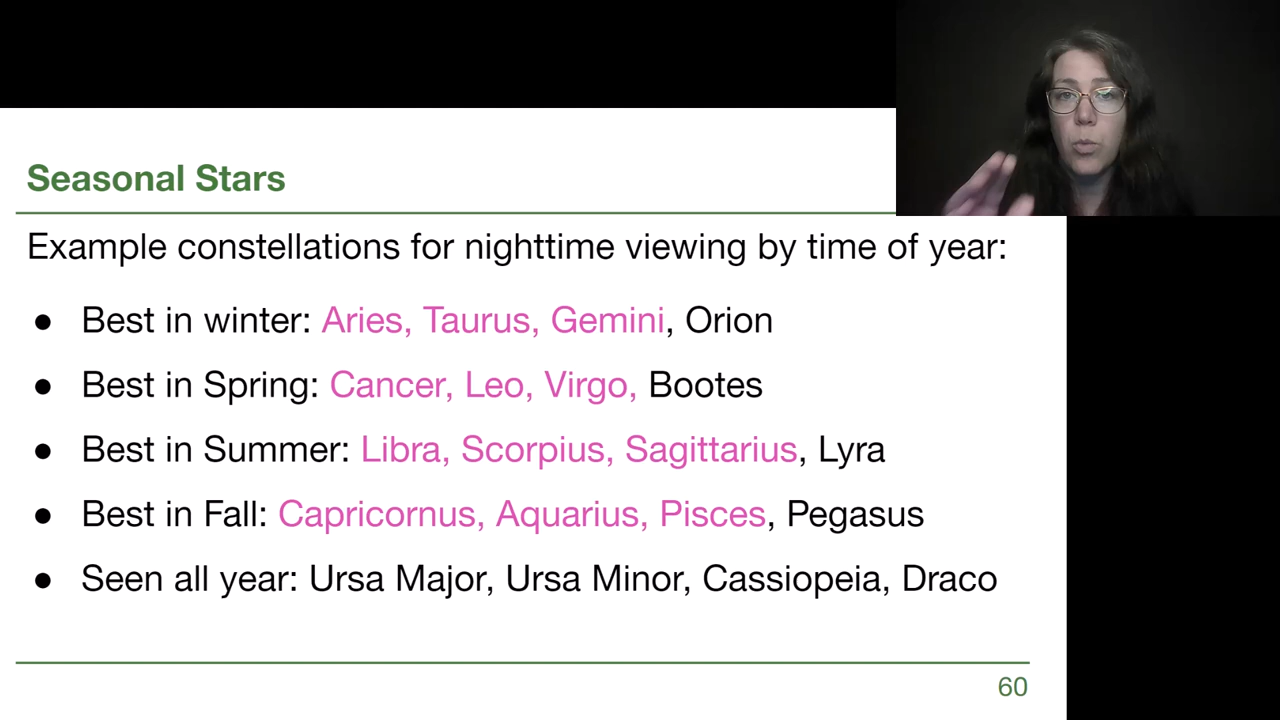 Seasonal Stars
Example constellations for nighttime viewing by time of year:
● Best in winter: Aries, Taurus, Gemini, Orion
● Best in Spring: Cancer, Leo, Virgo, Bootes
● Best in Summer: Libra, Scorpius, Sagittarius, Lyra
● Best in Fall: Capricornus, Aquarius, Pisces, Pegasus
● Seen all year: Ursa Major, Ursa Minor, Cassiopeia, Draco
60